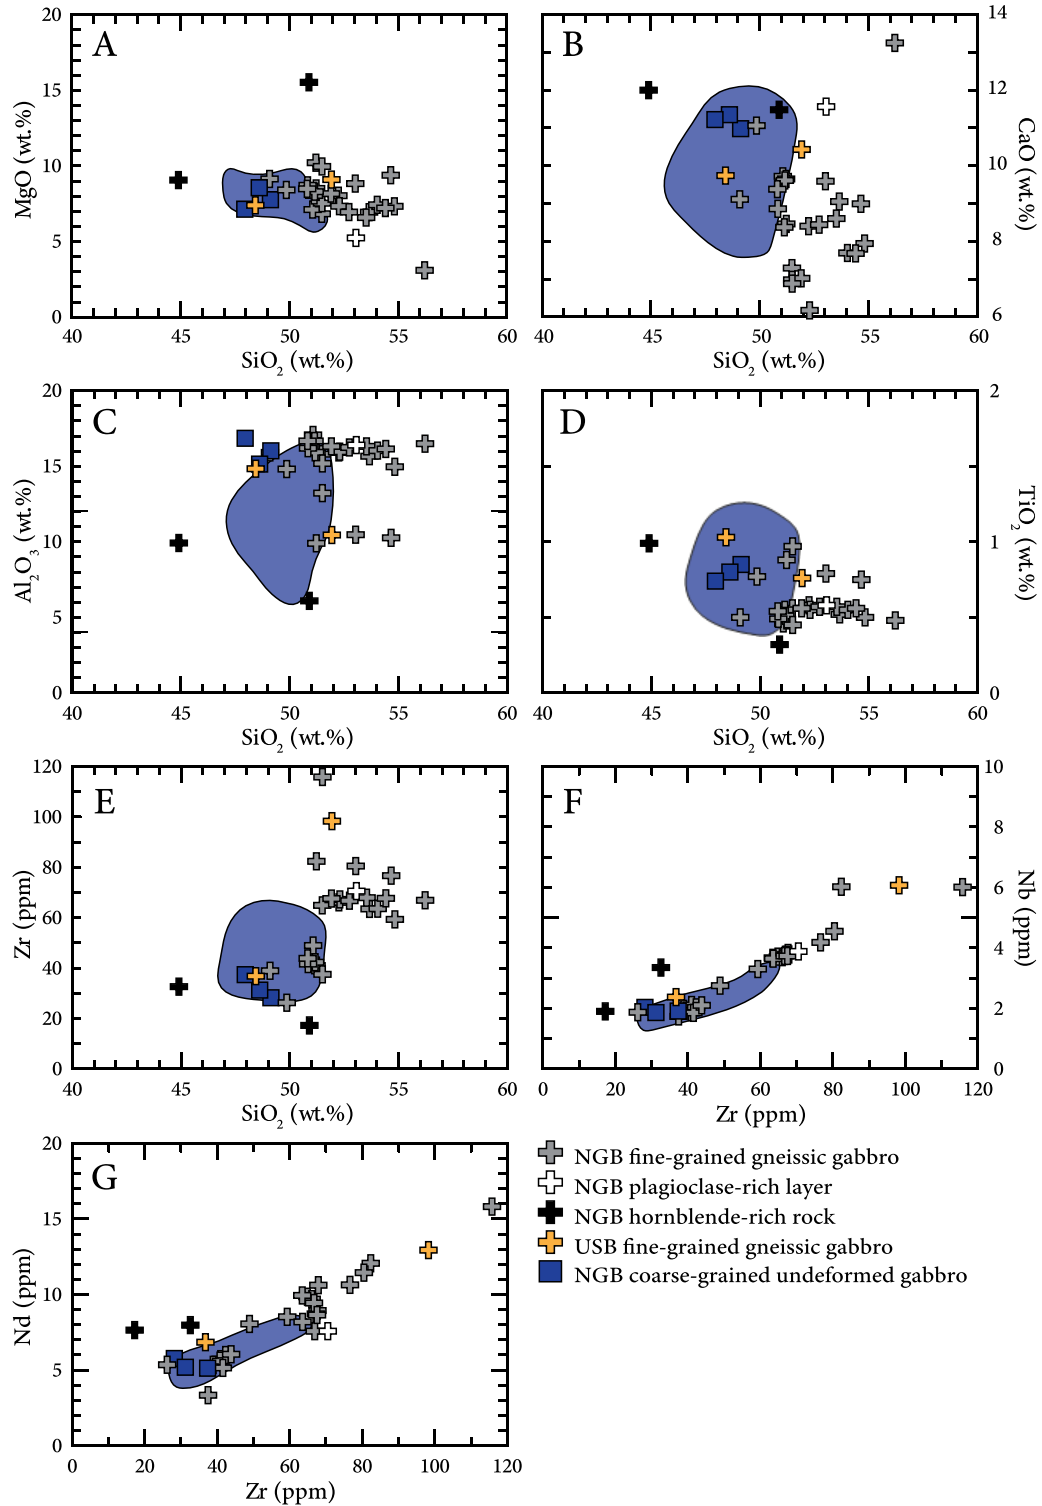 A
20
15
10
5
0
MgO (wt.%)
40 45 50 55 60
SiO2 (wt.%)
B
14
12
10
8
6
CaO (wt.%)
40 45 50 55 60
SiO2 (wt.%)
C
20
15
10
5
0
Al2O3 (wt.%)
40 45 50 55 60
SiO2 (wt.%)
D
2
1
0
TiO2 (wt.%)
40 45 50 55 60
SiO2 (wt.%)
E
120
100
80
60
40
20
0
Zr (ppm)
40 45 50 55 60
SiO2 (wt.%)
F
10
8
6
4
2
0
Nb (ppm)
0 20 40 60 80 100 120
Zr (ppm)
G
20
15
10
5
0
Nd (ppm)
0 20 40 60 80 100 120
Zr (ppm)
NGB fine-grained gneissic gabbro
NGB plagioclase-rich layer
NGB hornblende-rich rock
USB fine-grained gneissic gabbro
NGB coarse-grained undeformed gabbro